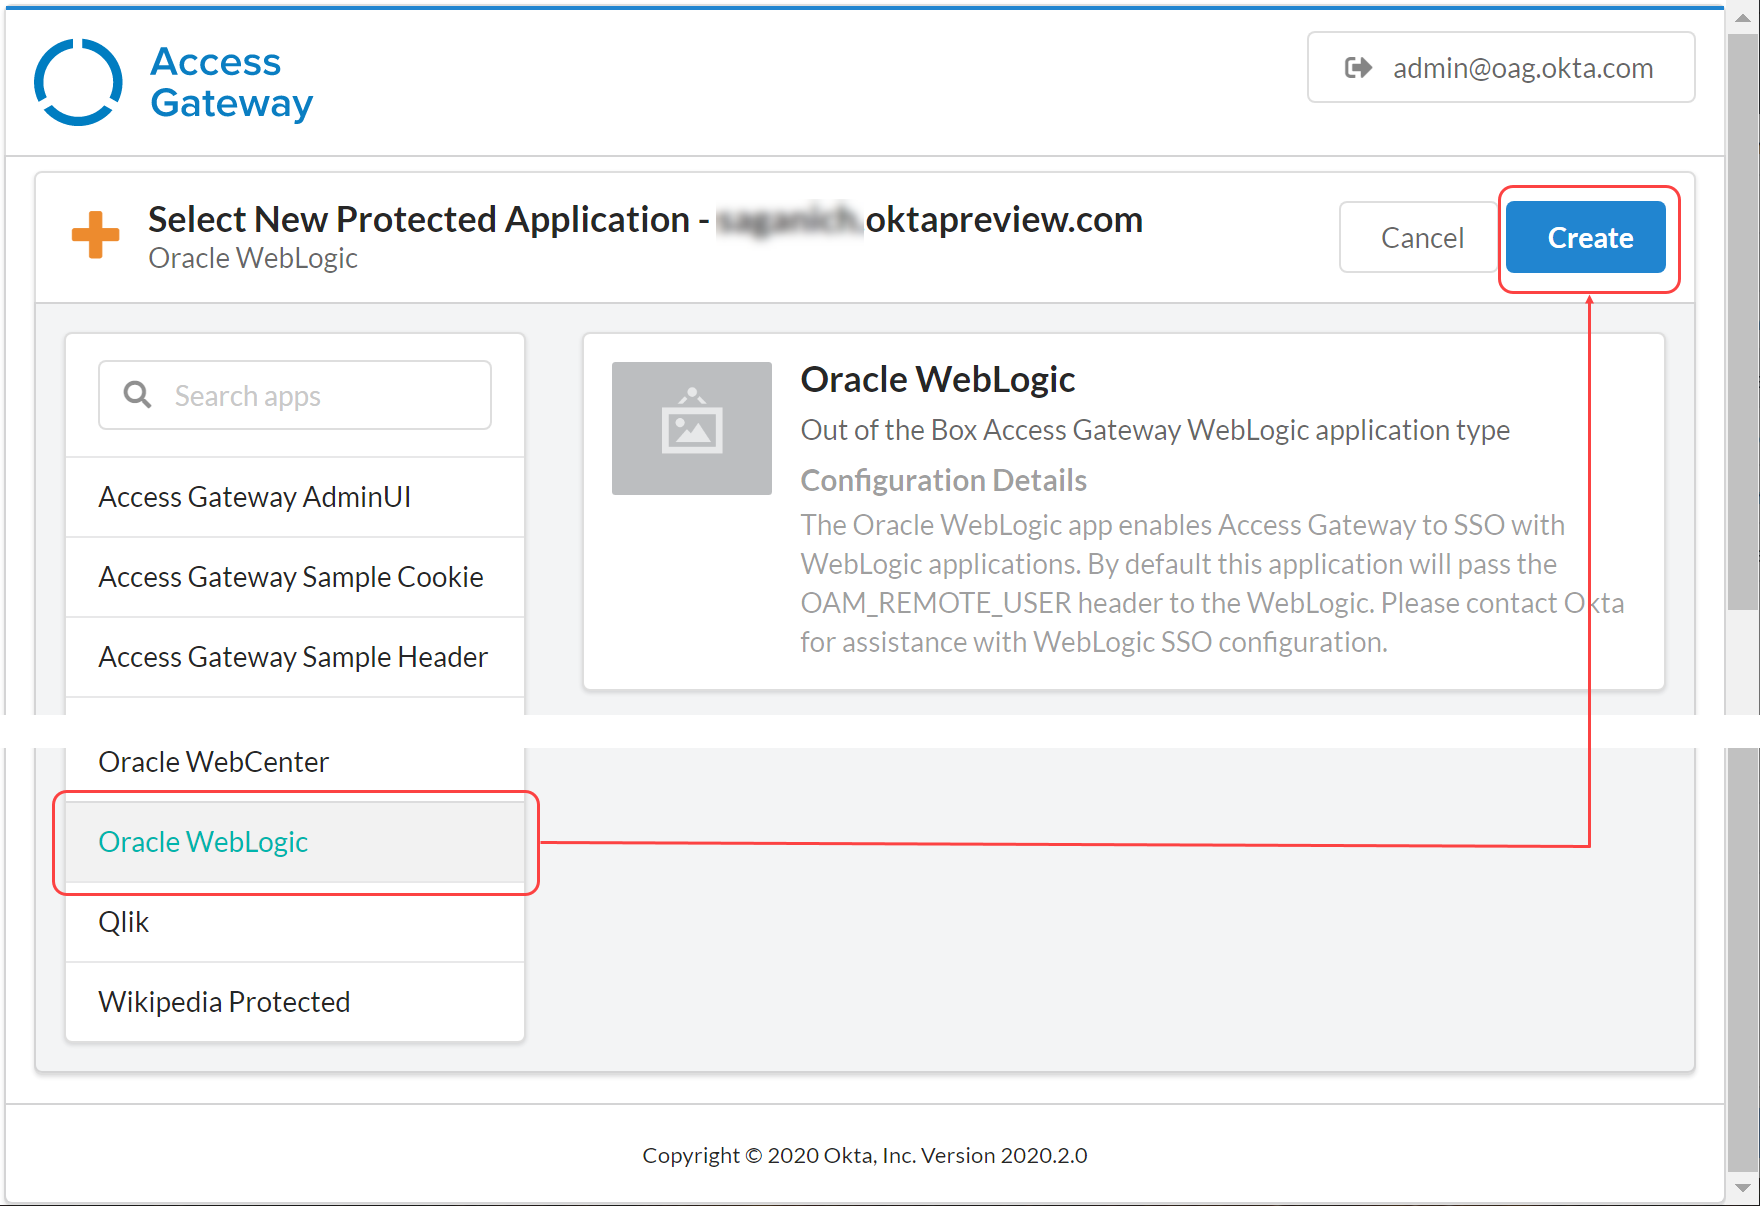 Access
Gateway
admin@oag.okta.com
Select New Protected Application - oktapreview.com
Oracle WebLogic
Cancel
Create
Search apps
Access Gateway AdminUI
Access Gateway Sample Cookie
Access Gateway Sample Header
Oracle WebCenter
Oracle WebLogic
Qlik
Wikipedia Protected
Oracle WebLogic
Out of the Box Access Gateway WebLogic application type
Configuration Details
The Oracle WebLogic app enables Access Gateway to SSO with
WebLogic applications. By default this application will pass the
OAM_REMOTE_USER header to the WebLogic. Please contact Okta
for assistance with WebLogic SSO configuration.
Copyright © 2020 Okta, Inc. Version 2020.2.0